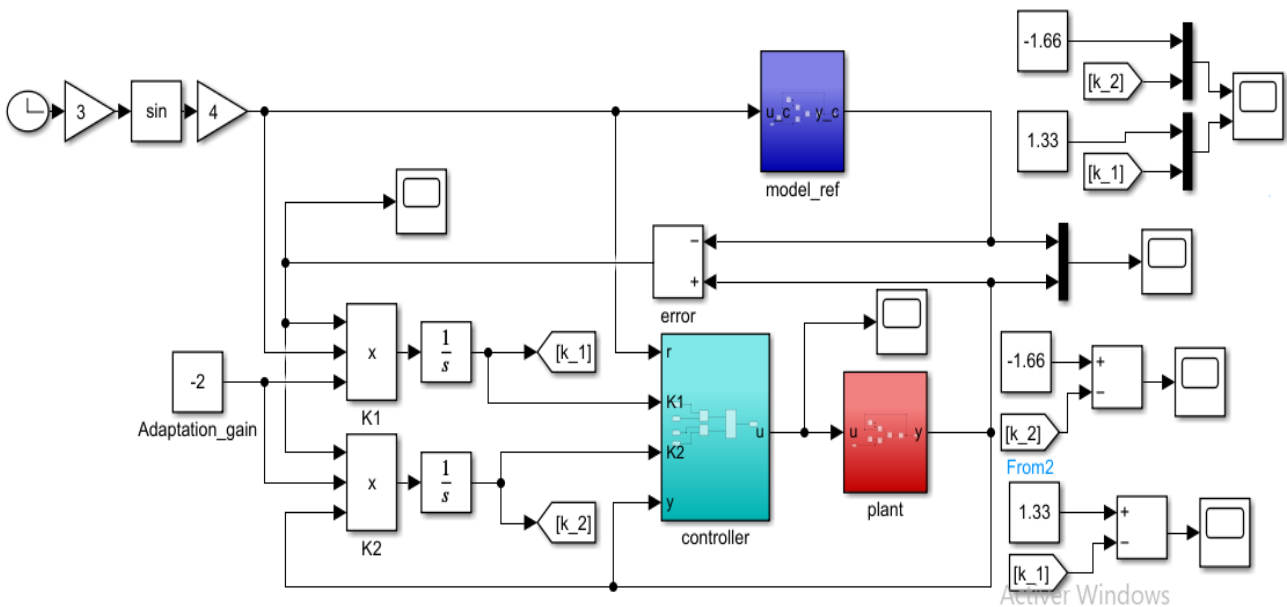 3
sin
4
u_c
y_c
model_ref
-1.66
[k_2]
1.33
[k_1]
−
+
error
-2
Adaptation_gain
x
K1
1
s
[k_1]
x
K2
1
s
[k_2]
r
K1
K2
y
u
controller
u
y
plant
-1.66
+
−
[k_2]
From2
1.33
+
−
[k_1]
Activer Windows